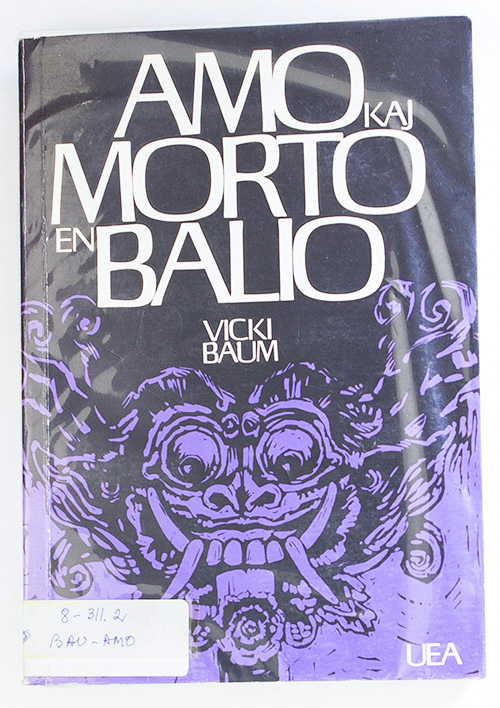 AMO KAJ
MORTO
EN BALIO
VICKI
BAUM
8-311.2
BAU-AMO
UEA